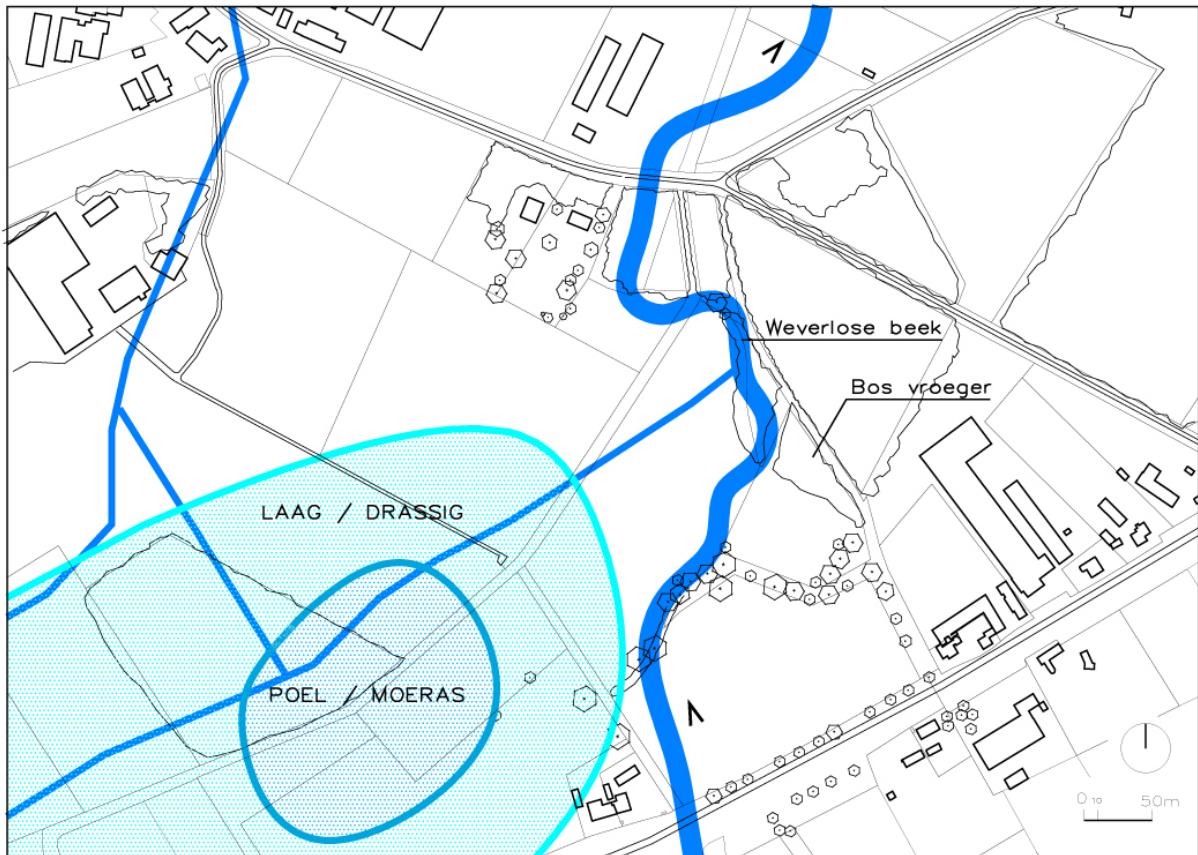 Weverlose beek
Bos vroeger
LAAG / DRASSIG
POEL / MOERAS
0 10 50m